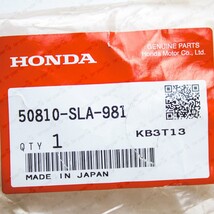 HONDA
GENUINE PARTS
Honda Motor Co., Ltd.
50810-SLA-981
QTY 1
KB3T13
MADE IN JAPAN